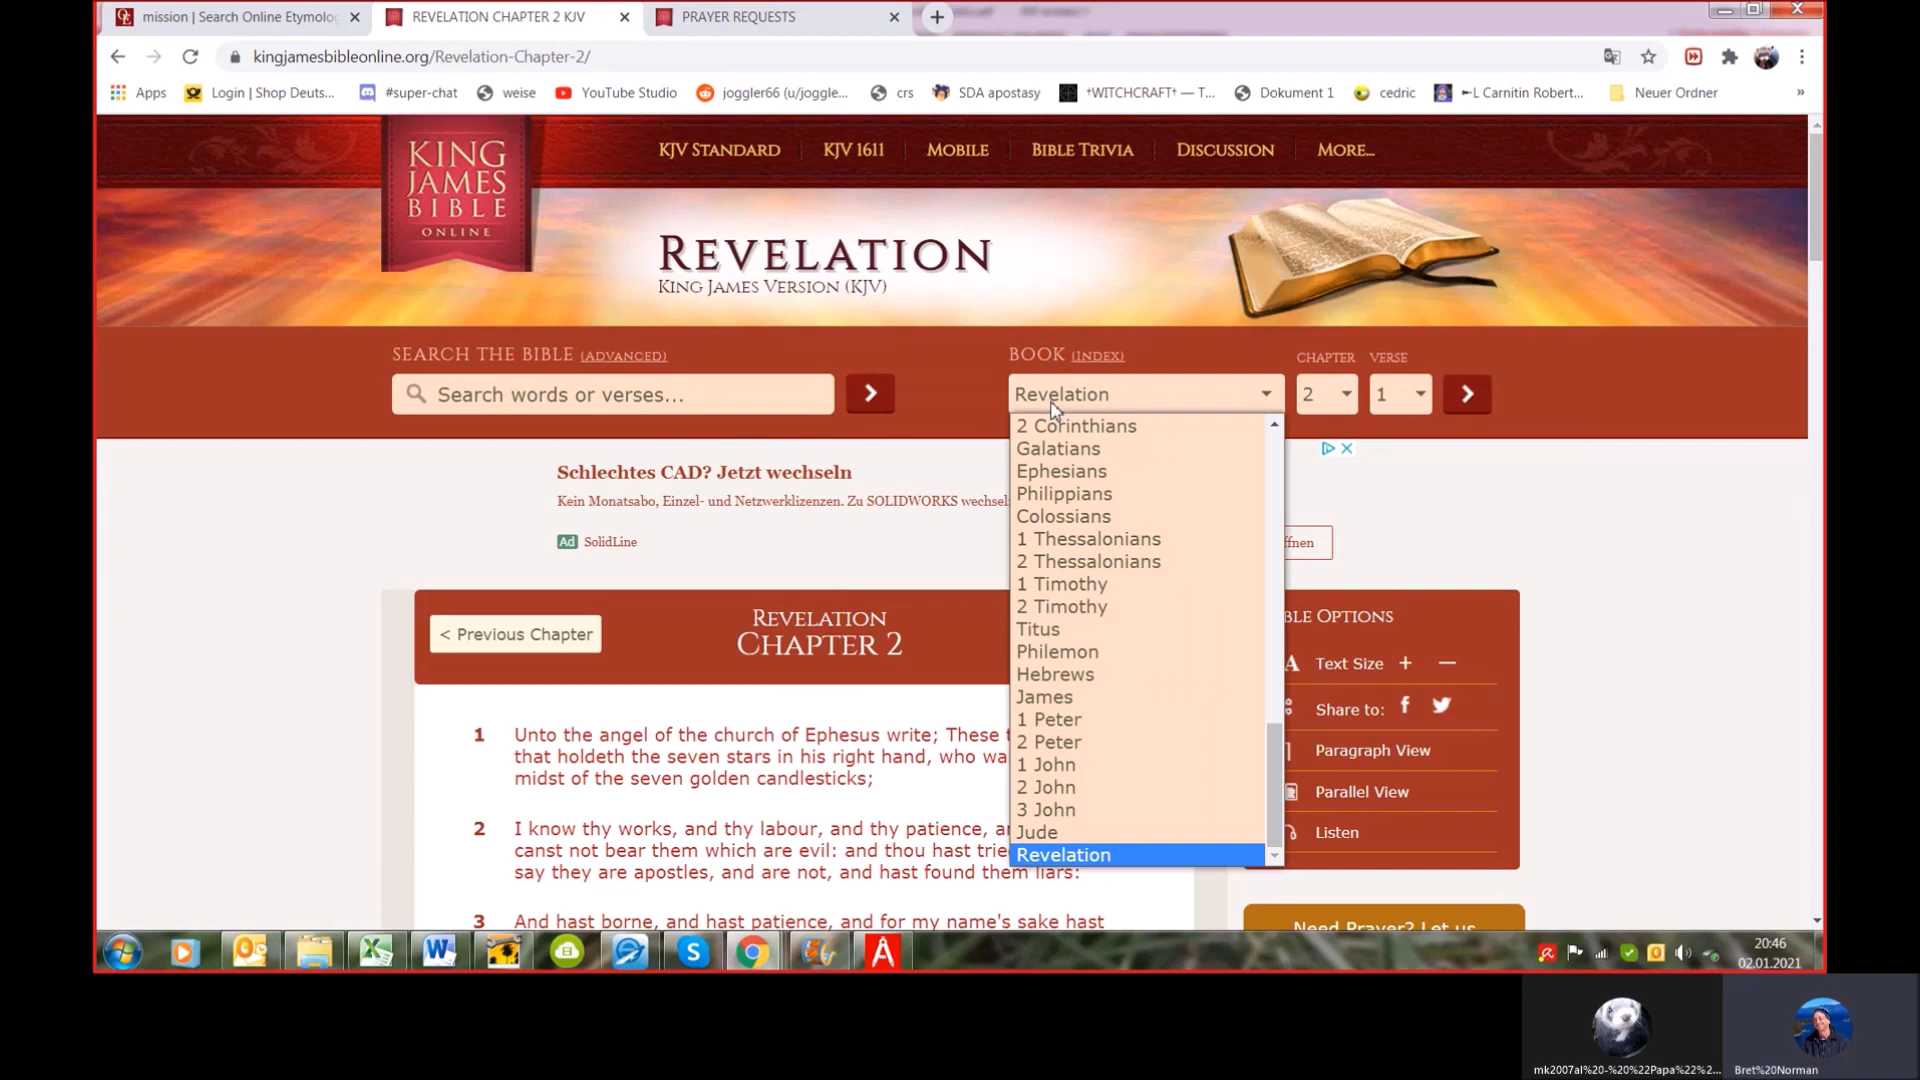 mission | Search Online Etymolog
REVELATION CHAPTER 2 KJV
PRAYER REQUESTS
kingjamesbibleonline.org/Revelation-Chapter-2/
Apps
Login | Shop Deuts...
#super-chat
weise
YouTube Studio
joggler66 (u/joggle...
crs
SDA apostasy
†WITCHCRAFT† — T...
Dokument 1
cedric
L Carnitin Robert...
Neuer Ordner
»
KING
JAMES
BIBLE
ONLINE
KJV STANDARD
KJV 1611
MOBILE
BIBLE TRIVIA
DISCUSSION
MORE...
REVELATION
KING JAMES VERSION (KJV)
SEARCH THE BIBLE (ADVANCED)
Search words or verses...
BOOK (INDEX)
CHAPTER
VERSE
Revelation
2
1
2 Corinthians
Galatians
Ephesians
Philippians
Colossians
1 Thessalonians
2 Thessalonians
1 Timothy
2 Timothy
Titus
Philemon
Hebrews
James
1 Peter
2 Peter
1 John
2 John
3 John
Jude
Revelation
Schlechtes CAD? Jetzt wechseln
Kein Monatsabo, Einzel- und Netzwerklizenzen. Zu SOLIDWORKS wechsel
Ad SolidLine
ffnen
< Previous Chapter
REVELATION
CHAPTER 2
1 Unto the angel of the church of Ephesus write; These t
that holdeth the seven stars in his right hand, who wa
midst of the seven golden candlesticks;
2 I know thy works, and thy labour, and thy patience, a
canst not bear them which are evil: and thou hast trie
say they are apostles, and are not, and hast found them liars:
3 And hast borne, and hast patience, and for my name's sake hast
BLE OPTIONS
A Text Size + —
Share to:
Paragraph View
Parallel View
Listen
Need Prayer? Let us
20:46
02.01.2021
mk2007al%20-%20%22Papa%22%2...
Bret%20Norman